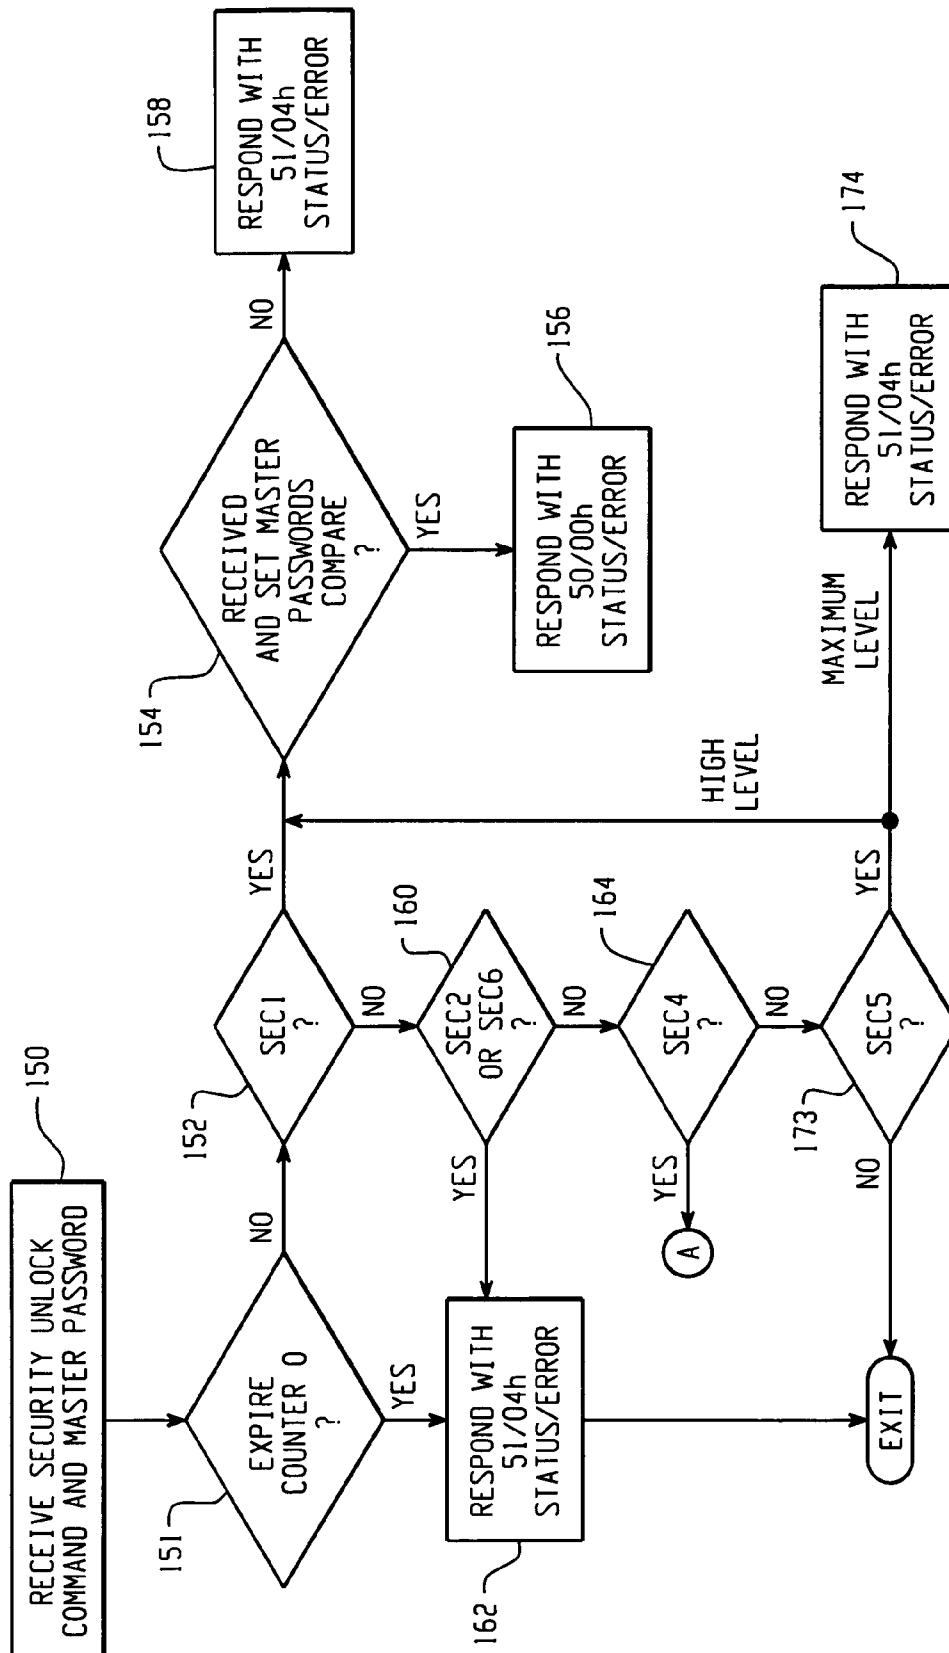 RECEIVE SECURITY UNLOCK
COMMAND AND MASTER PASSWORD
150
EXPIRE
COUNTER 0
?
151
NO
YES
SEC1
?
152
YES
NO
RECEIVED
AND SET MASTER
PASSWORDS
COMPARE
?
154
NO
YES
RESPOND WITH
51/04h
STATUS/ERROR
158
RESPOND WITH
50/00h
STATUS/ERROR
156
RESPOND WITH
51/04h
STATUS/ERROR
162
SEC2
OR SEC6
?
160
YES
NO
SEC4
?
164
YES
A
NO
SEC5
?
173
NO
YES
HIGH
LEVEL
MAXIMUM
LEVEL
RESPOND WITH
51/04h
STATUS/ERROR
174
EXIT